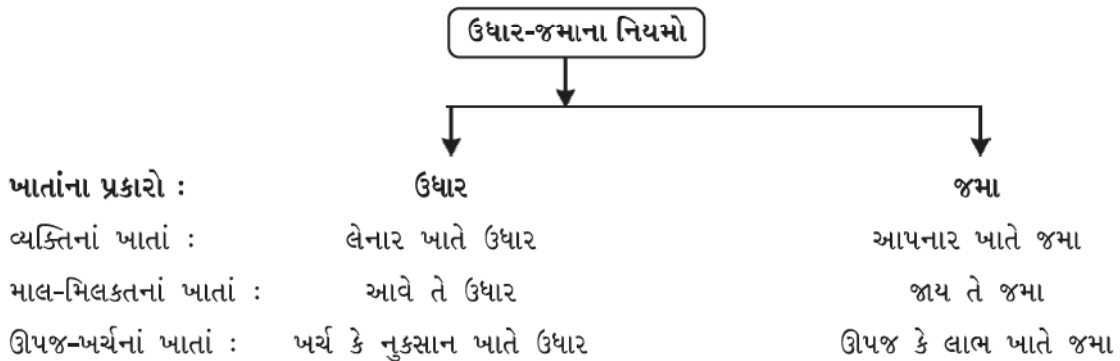 ઉધાર-જમાના નિયમો
ખાતાંના પ્રકારો : ઉધાર જમા
વ્યક્તિનાં ખાતાં : લેનાર ખાતે ઉધાર આપનાર ખાતે જમા
માલ-મિલકતનાં ખાતાં : આવે તે ઉધાર જાય તે જમા
ઊપજ-ખર્ચનાં ખાતાં : ખર્ચ કે નુકસાન ખાતે ઉધાર ઊપજ કે લાભ ખાતે જમા